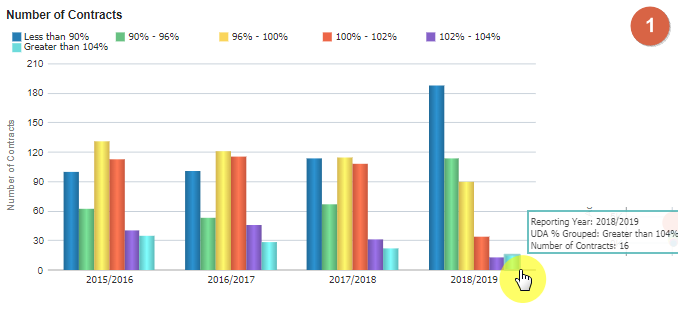 Number of Contracts
1
Less than 90%
90% - 96%
96% - 100%
100% - 102%
102% - 104%
Greater than 104%
Number of Contracts
210
180
150
120
90
60
30
0
2015/2016
2016/2017
2017/2018
2018/2019
Reporting Year: 2018/2019
UDA % Grouped: Greater than 104%
Number of Contracts: 16